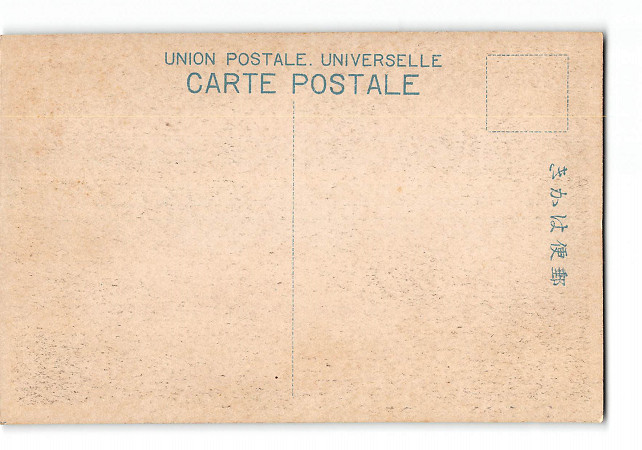 UNION POSTALE. UNIVERSELLE
CARTE POSTALE
郵便はかき